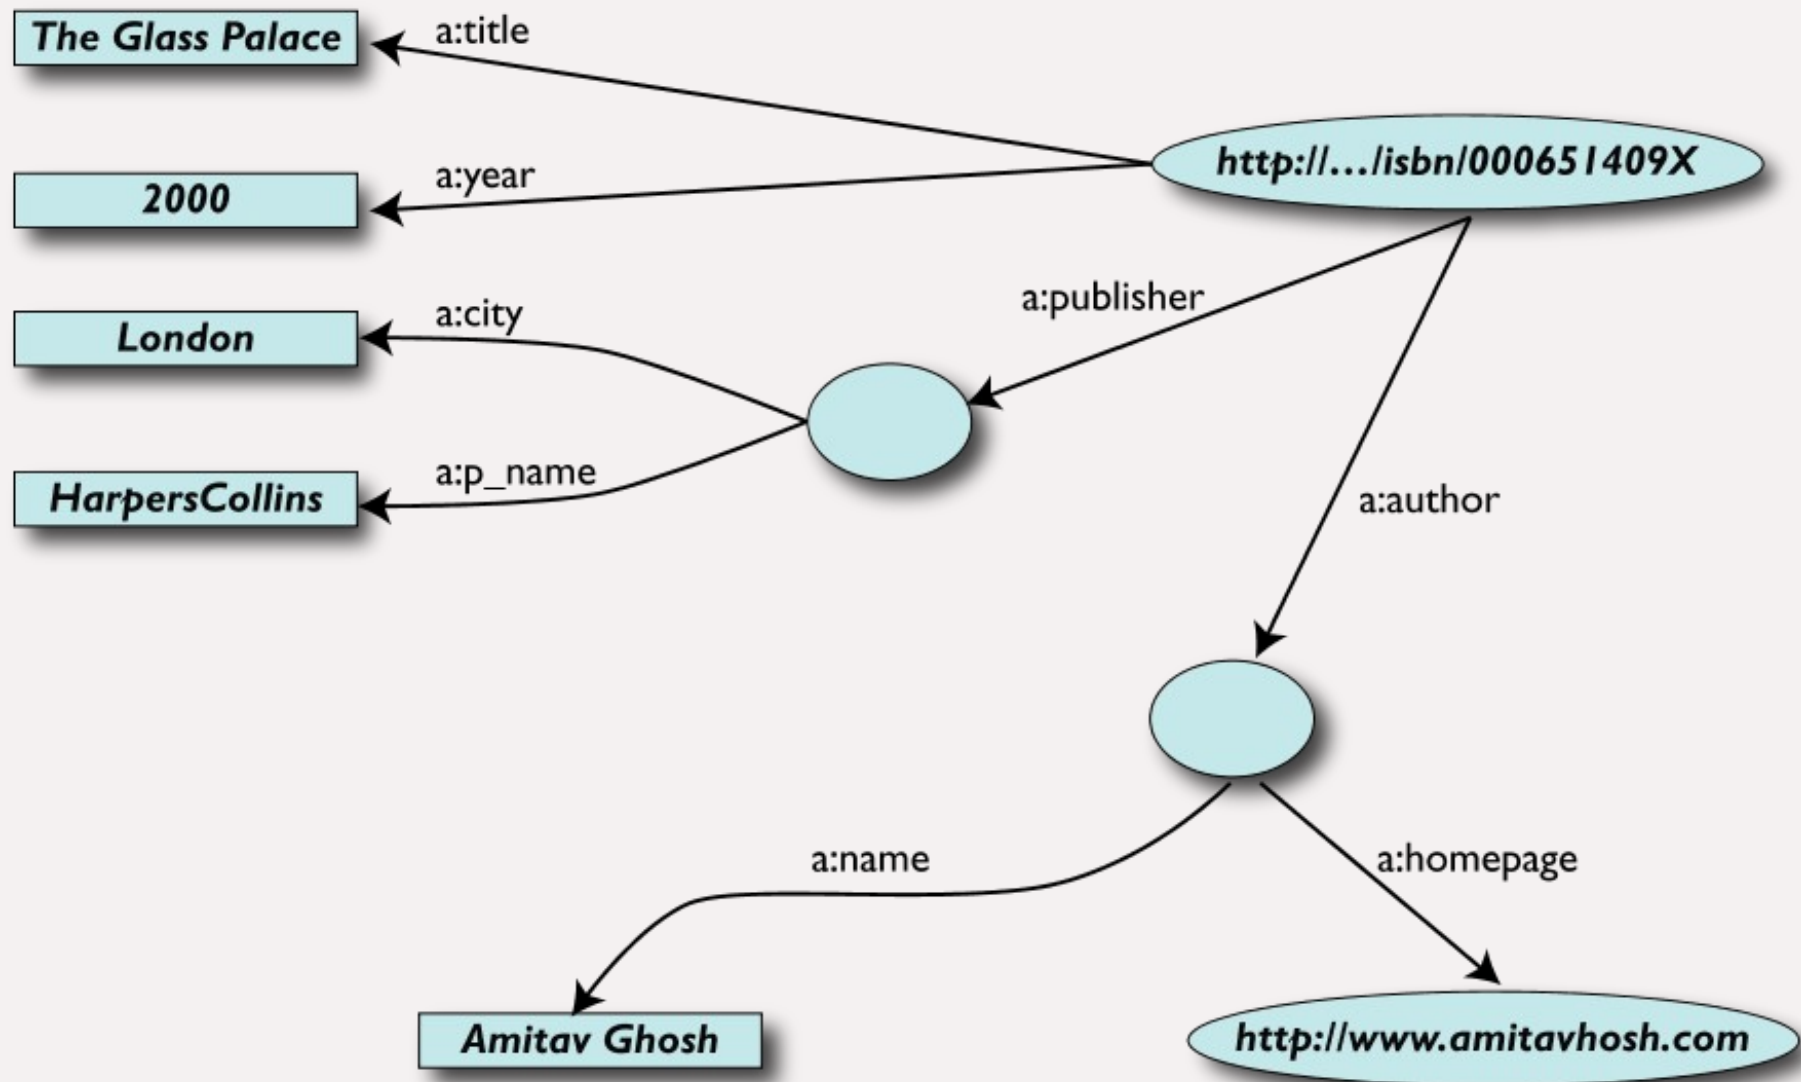 The Glass Palace
a:title
http://.../isbn/000651409X
2000
a:year
London
a:city
a:publisher
HarpersCollins
a:p_name
a:author
a:name
a:homepage
Amitav Ghosh
http://www.amitavhosh.com